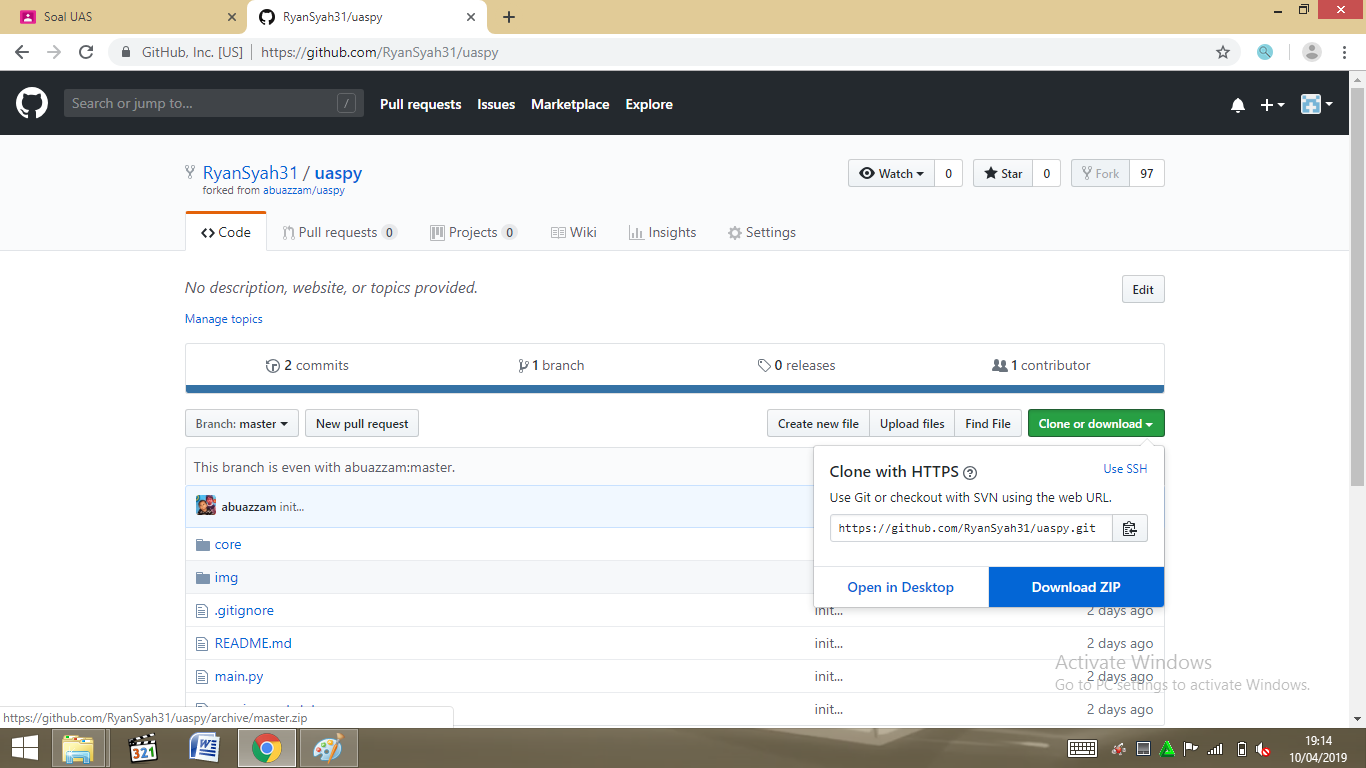 Soal UAS
RyanSyah31/uaspy
GitHub, Inc. [US] https://github.com/RyanSyah31/uaspy
Search or jump to... /
Pull requests Issues Marketplace Explore
RyanSyah31 / uaspy
forked from abuazzam/uaspy
Watch 0 Star 0 Fork 97
Code Pull requests 0 Projects 0 Wiki Insights Settings
No description, website, or topics provided.
Edit
Manage topics
2 commits 1 branch 0 releases 1 contributor
Branch: master New pull request Create new file Upload files Find File Clone or download
This branch is even with abuazzam:master.
Clone with HTTPS ? Use SSH
Use Git or checkout with SVN using the web URL.
https://github.com/RyanSyah31/uaspy.git
Open in Desktop Download ZIP
abuazzam init...
core
img
.gitignore init... 2 days ago
README.md init... 2 days ago
main.py init... 2 days ago
init... 2 days ago
Activate Windows
Go to PC settings to activate Windows.
https://github.com/RyanSyah31/uaspy/archive/master.zip
321
19:14
10/04/2019